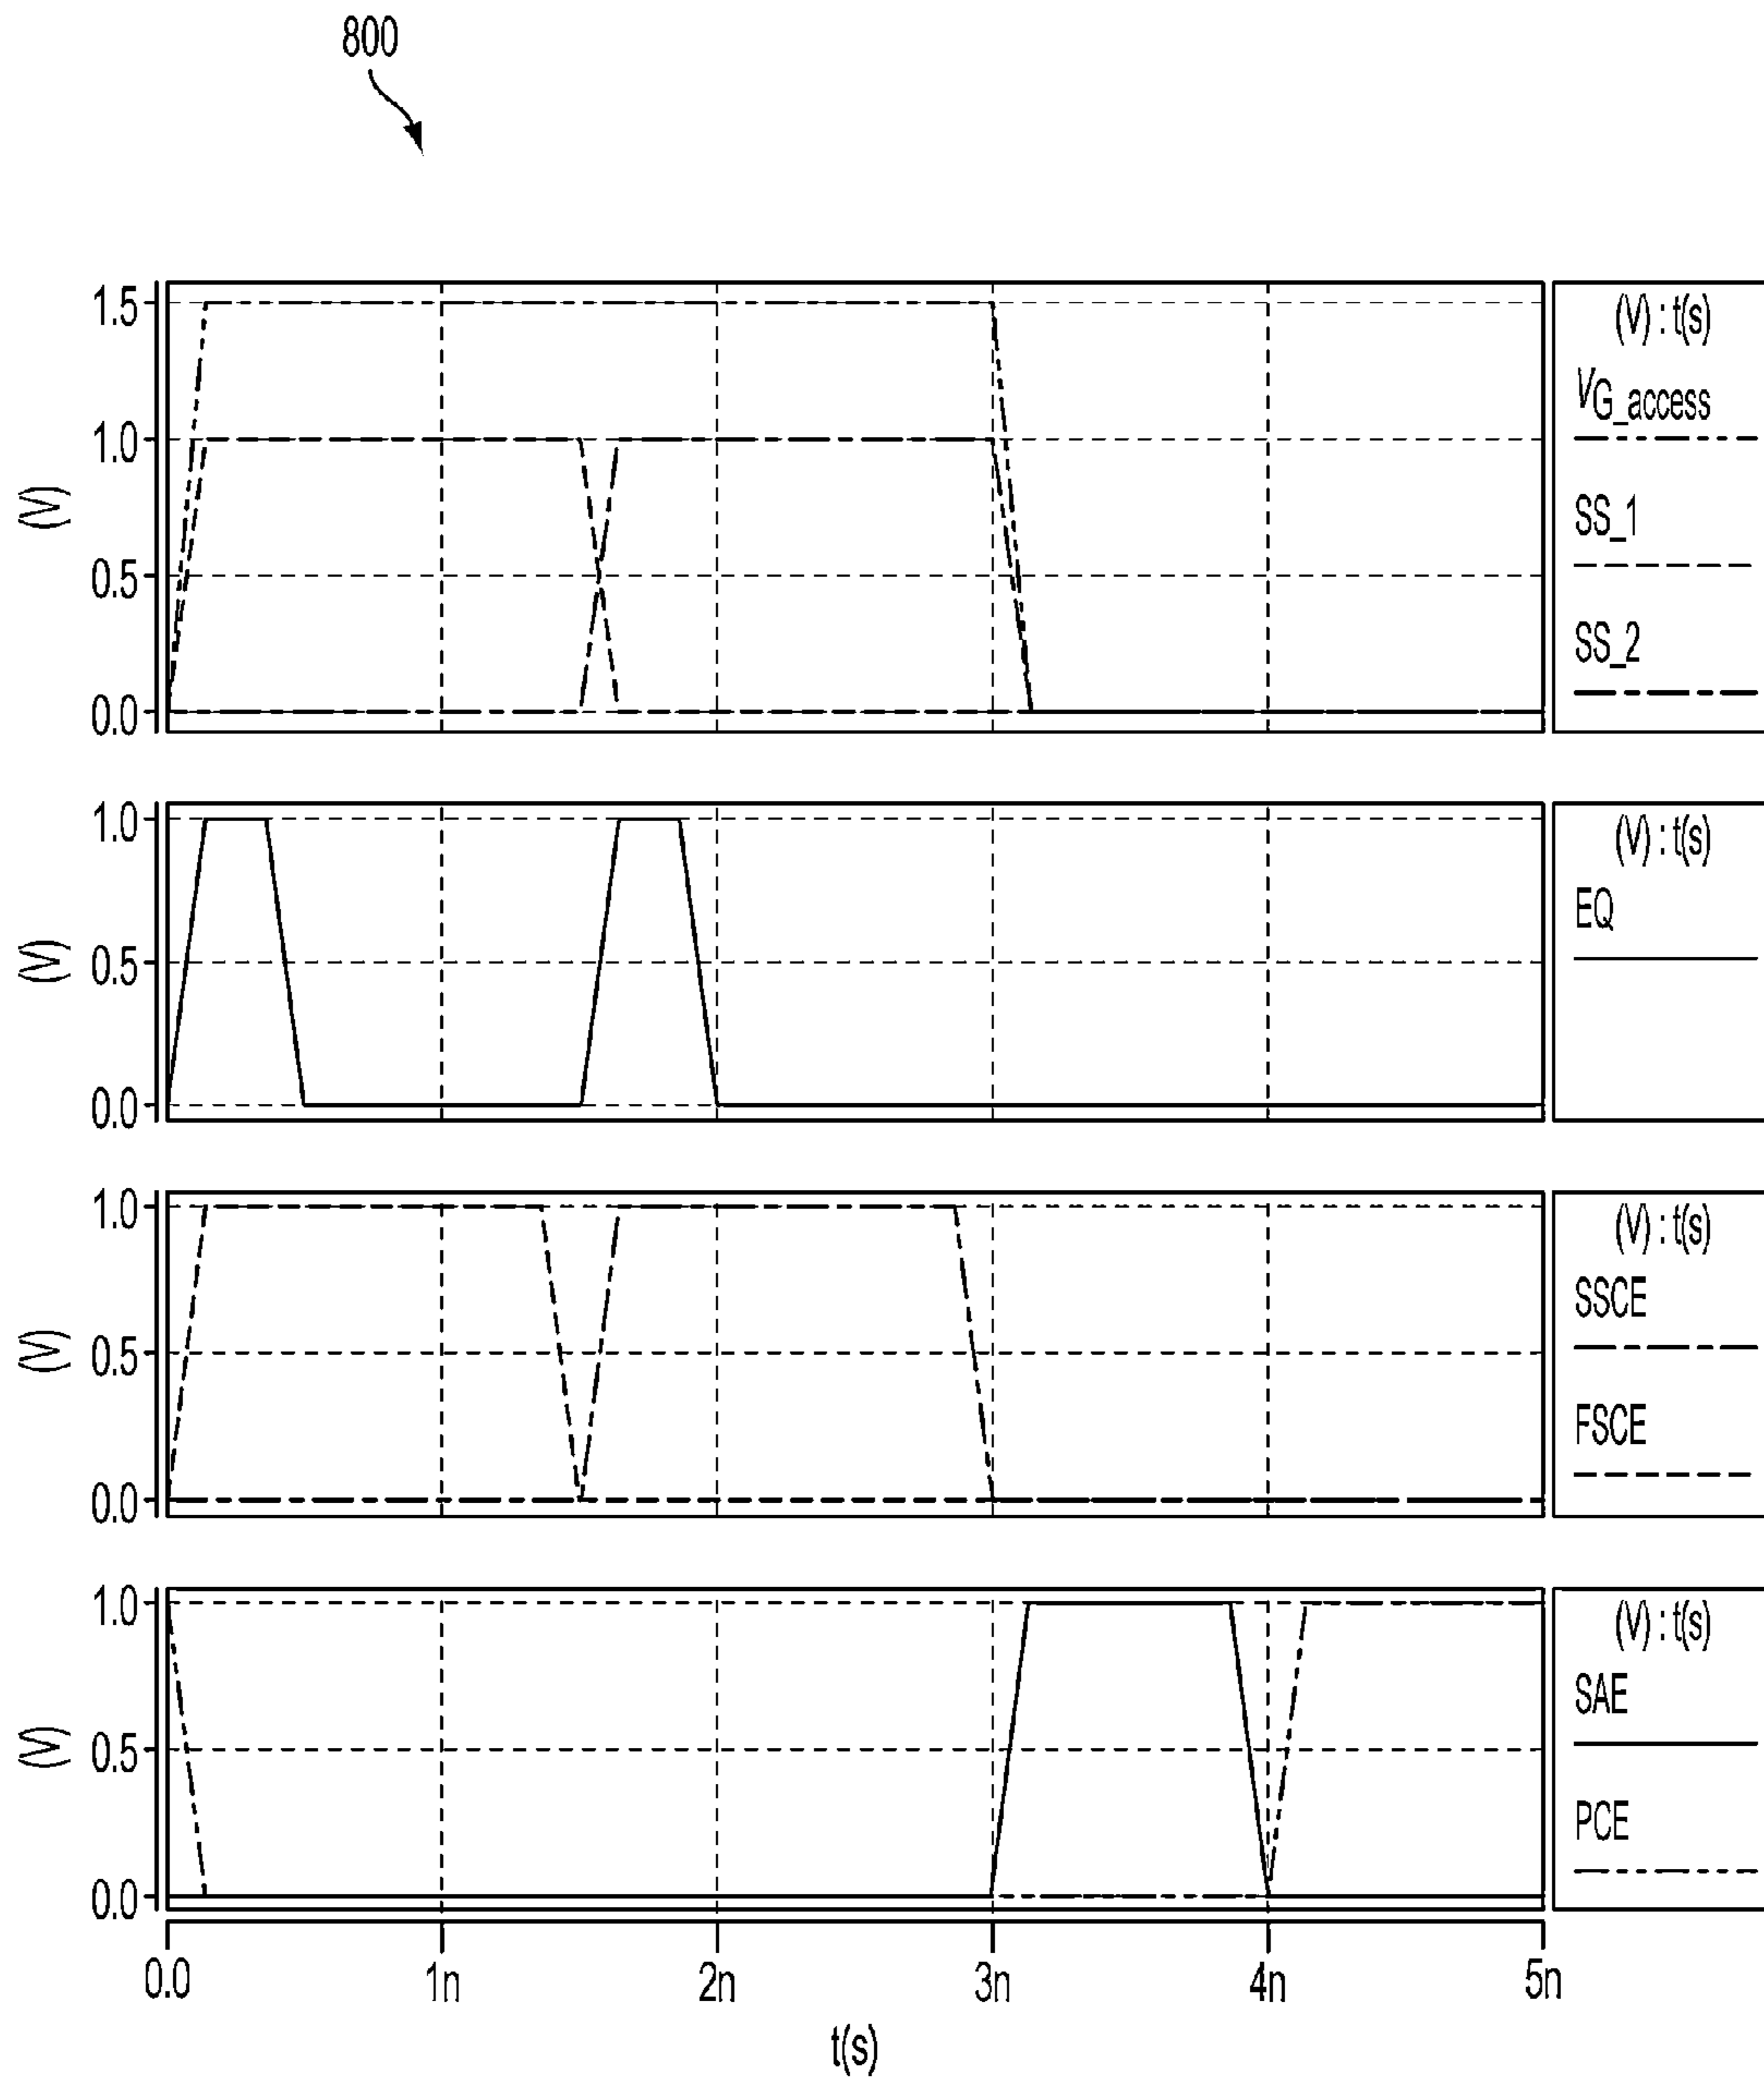 800
1.5
1.0
0.5
0.0
(V)
(V) : t(s)
VG_access
SS_1
SS_2
1.0
0.5
0.0
(V)
(V) : t(s)
EQ
1.0
0.5
0.0
(V)
(V) : t(s)
SSCE
FSCE
1.0
0.5
0.0
(V)
(V) : t(s)
SAE
PCE
0.0 1n 2n 3n 4n 5n
t(s)